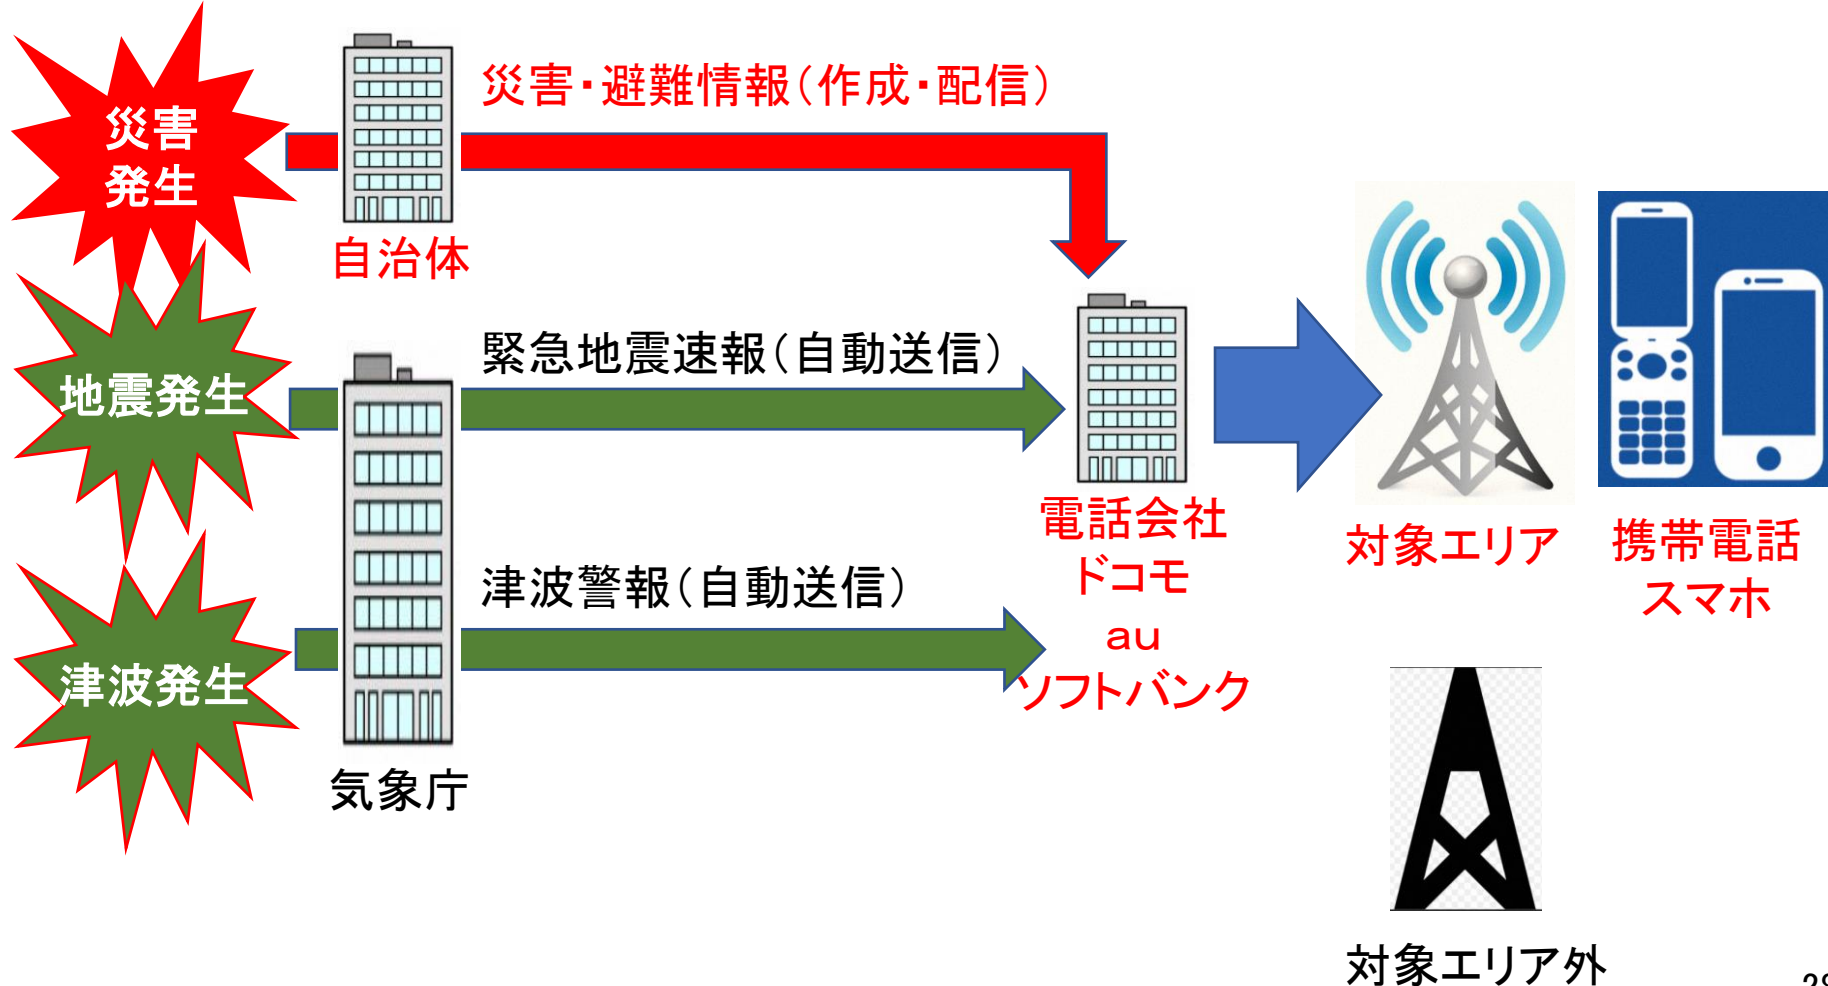 災害
発生
災害・避難情報(作成・配信)
自治体
地震発生
緊急地震速報(自動送信)
津波発生
津波警報(自動送信)
気象庁
電話会社
ドコモ
au
ソフトバンク
対象エリア
携帯電話
スマホ
対象エリア外